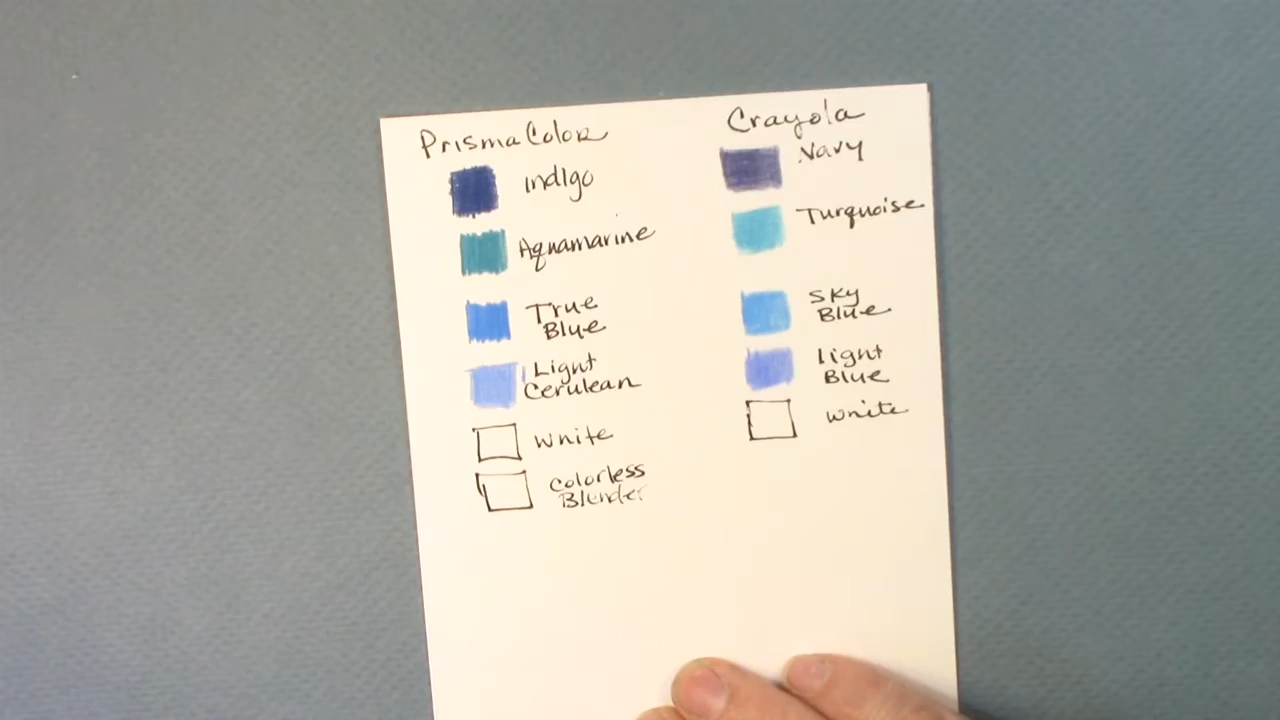 PrismaColor
Indigo
Aquamarine
True
Blue
Light
Cerulean
White
Colorless
Blender
Crayola
Navy
Turquoise
Sky
Blue
Light
Blue
White